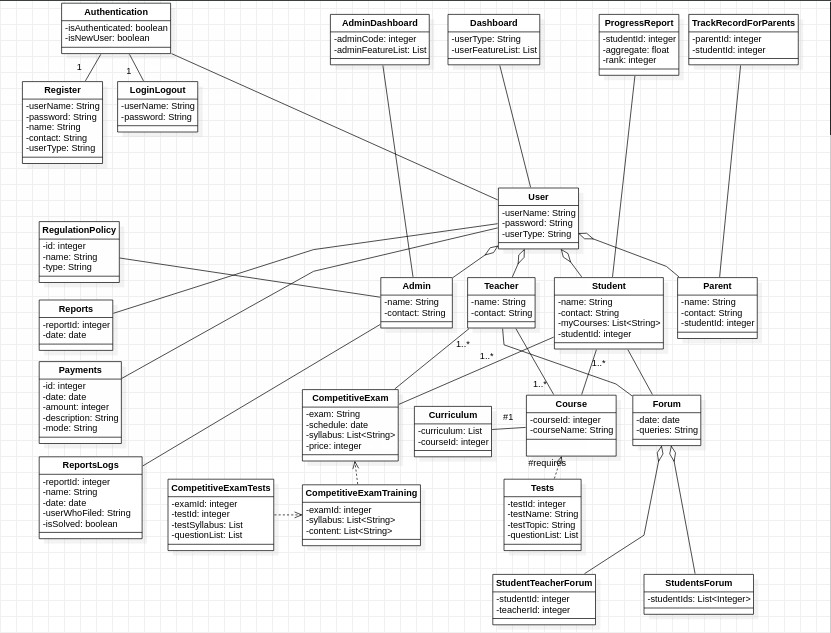 Authentication
-isAuthenticated: boolean
-isNewUser: boolean
AdminDashboard
-adminCode: integer
-adminFeatureList: List
Dashboard
-userType: String
-userFeatureList: List
ProgressReport
-studentId: integer
-aggregate: float
-rank: integer
TrackRecordForParents
-parentId: integer
-studentId: integer
1
1
Register
-userName: String
-password: String
-name: String
-contact: String
-userType: String
LoginLogout
-userName: String
-password: String
User
-userName: String
-password: String
-userType: String
RegulationPolicy
-id: integer
-name: String
-type: String
Admin
-name: String
-contact: String
Teacher
-name: String
-contact: String
Student
-name: String
-contact: String
-myCourses: List<String>
-studentId: integer
Parent
-name: String
-contact: String
-studentId: integer
Reports
-reportId: integer
-date: date
1..*
1..*
1..*
1..*
Payments
-id: integer
-date: date
-amount: integer
-description: String
-mode: String
CompetitiveExam
-exam: String
-schedule: date
-syllabus: List<String>
-price: integer
Curriculum
-curriculum: List
-courseId: integer
#1
Course
-courseId: integer
-courseName: String
Forum
-date: date
-queries: String
#requires
ReportsLogs
-reportId: integer
-name: String
-date: date
-userWhoFiled: String
-isSolved: boolean
CompetitiveExamTests
-examId: integer
-testId: integer
-testSyllabus: List
-questionList: List
CompetitiveExamTraining
-examId: integer
-syllabus: List<String>
-content: List<String>
Tests
-testId: integer
-testName: String
-testTopic: String
-questionList: List
StudentTeacherForum
-studentId: integer
-teacherId: integer
StudentsForum
-studentIds: List<Integer>